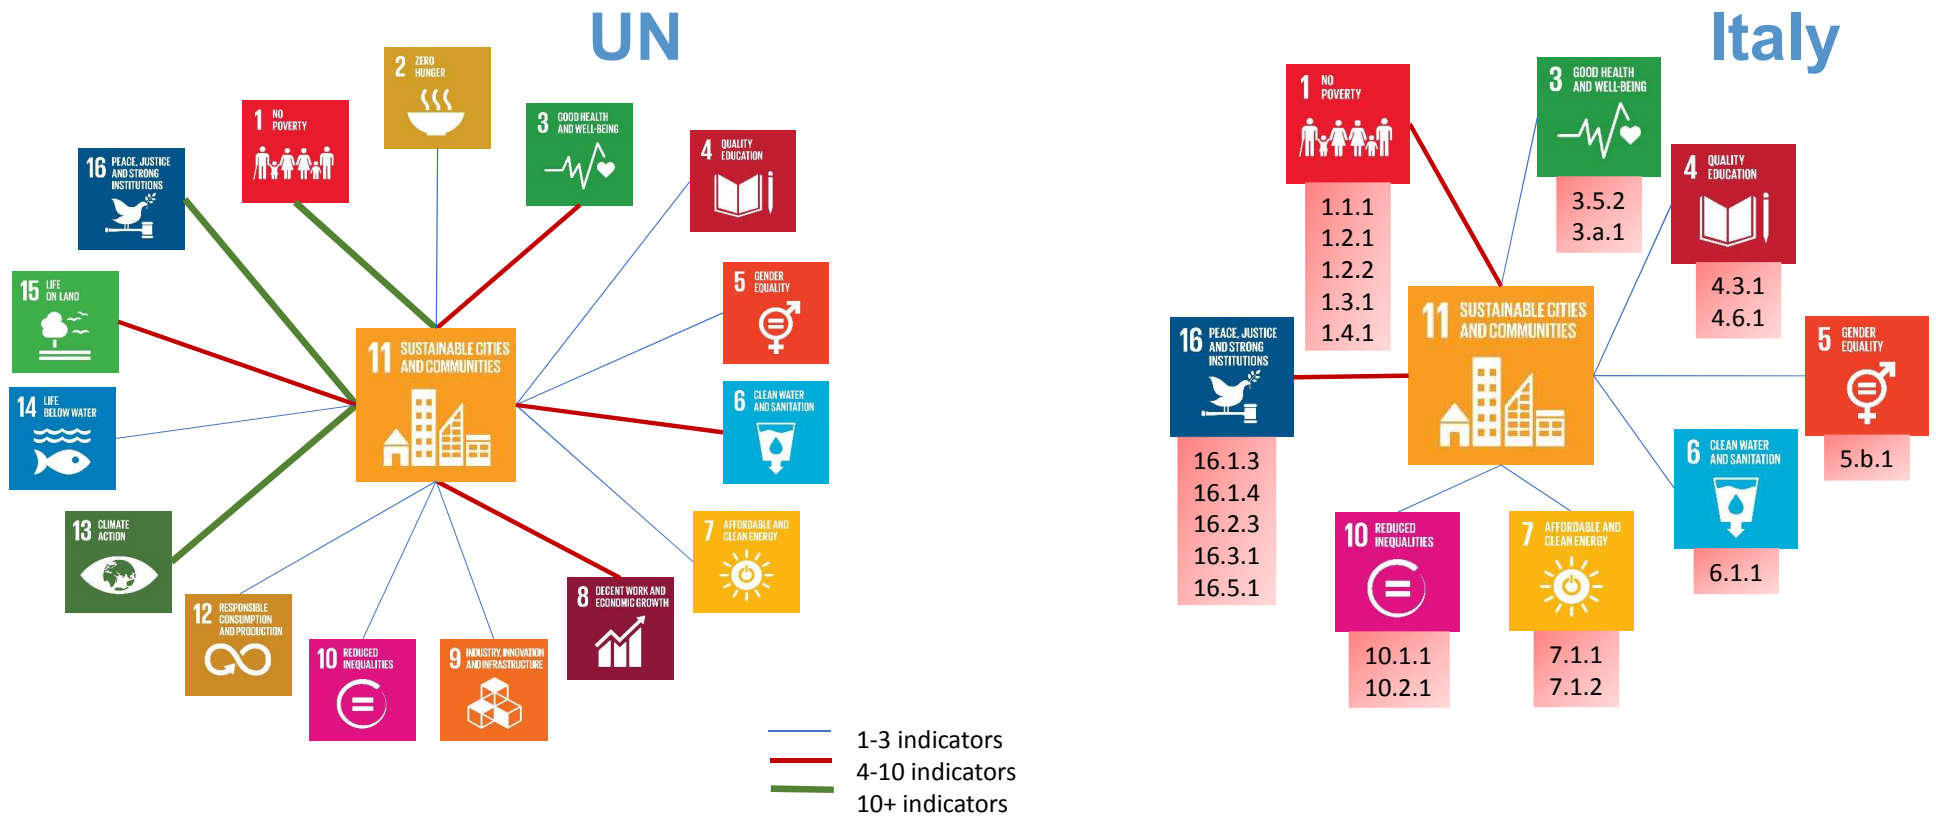 UN
2 ZERO
HUNGER
1 NO
POVERTY
3 GOOD HEALTH
AND WELL-BEING
4 QUALITY
EDUCATION
16 PEACE, JUSTICE
AND STRONG
INSTITUTIONS
5 GENDER
EQUALITY
15 LIFE
ON LAND
11 SUSTAINABLE CITIES
AND COMMUNITIES
14 LIFE
BELOW WATER
6 CLEAN WATER
AND SANITATION
13 CLIMATE
ACTION
7 AFFORDABLE AND
CLEAN ENERGY
12 RESPONSIBLE
CONSUMPTION
AND PRODUCTION
8 DECENT WORK AND
ECONOMIC GROWTH
10 REDUCED
INEQUALITIES
9 INDUSTRY, INNOVATION
AND INFRASTRUCTURE
1-3 indicators
4-10 indicators
10+ indicators
Italy
1 NO
POVERTY
1.1.1
1.2.1
1.2.2
1.3.1
1.4.1
3 GOOD HEALTH
AND WELL-BEING
3.5.2
3.a.1
4 QUALITY
EDUCATION
4.3.1
4.6.1
11 SUSTAINABLE CITIES
AND COMMUNITIES
16 PEACE, JUSTICE
AND STRONG
INSTITUTIONS
16.1.3
16.1.4
16.2.3
16.3.1
16.5.1
5 GENDER
EQUALITY
5.b.1
6 CLEAN WATER
AND SANITATION
6.1.1
10 REDUCED
INEQUALITIES
10.1.1
10.2.1
7 AFFORDABLE AND
CLEAN ENERGY
7.1.1
7.1.2